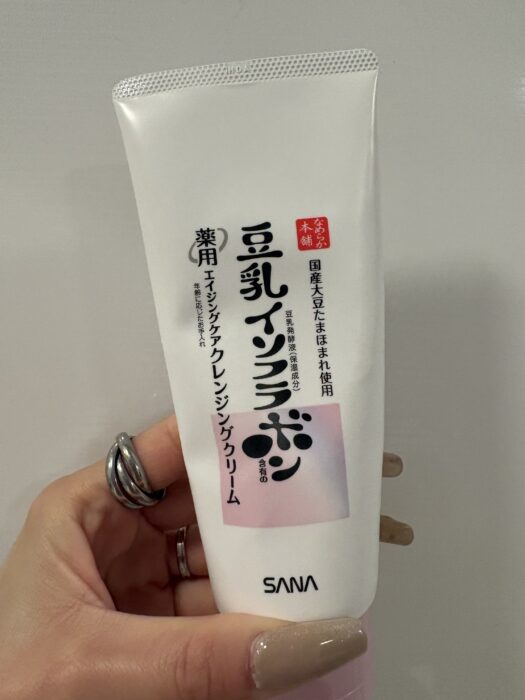 なめらか
本舗
国産大豆たまほまれ使用
豆乳発酵液(保湿成分)
豆乳イソフラボン
含有の
薬用
エイジングケアクレンジングクリーム
年齢に応じたお手入れ
SANA